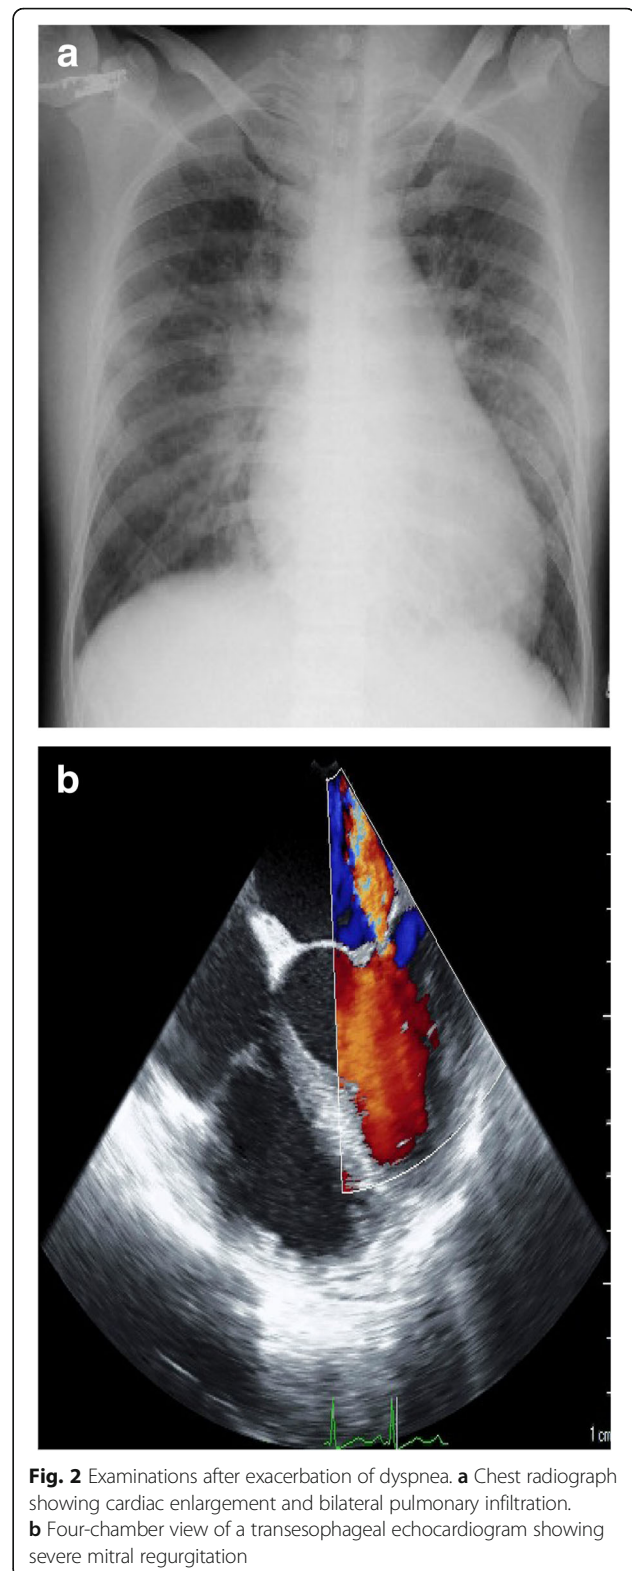 a
b
1 cm
Fig. 2 Examinations after exacerbation of dyspnea. a Chest radiograph
showing cardiac enlargement and bilateral pulmonary infiltration.
b Four-chamber view of a transesophageal echocardiogram showing
severe mitral regurgitation